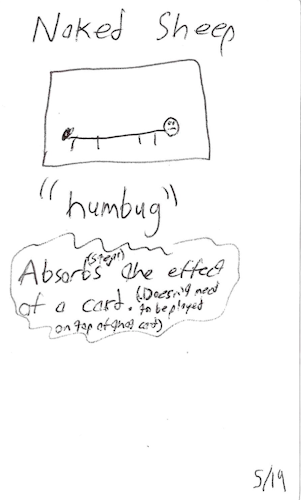 Naked Sheep
"humbug"
(steals)
Absorbs the effect
of a card. (Doesn't need
to be played
on top of that card)
5/19